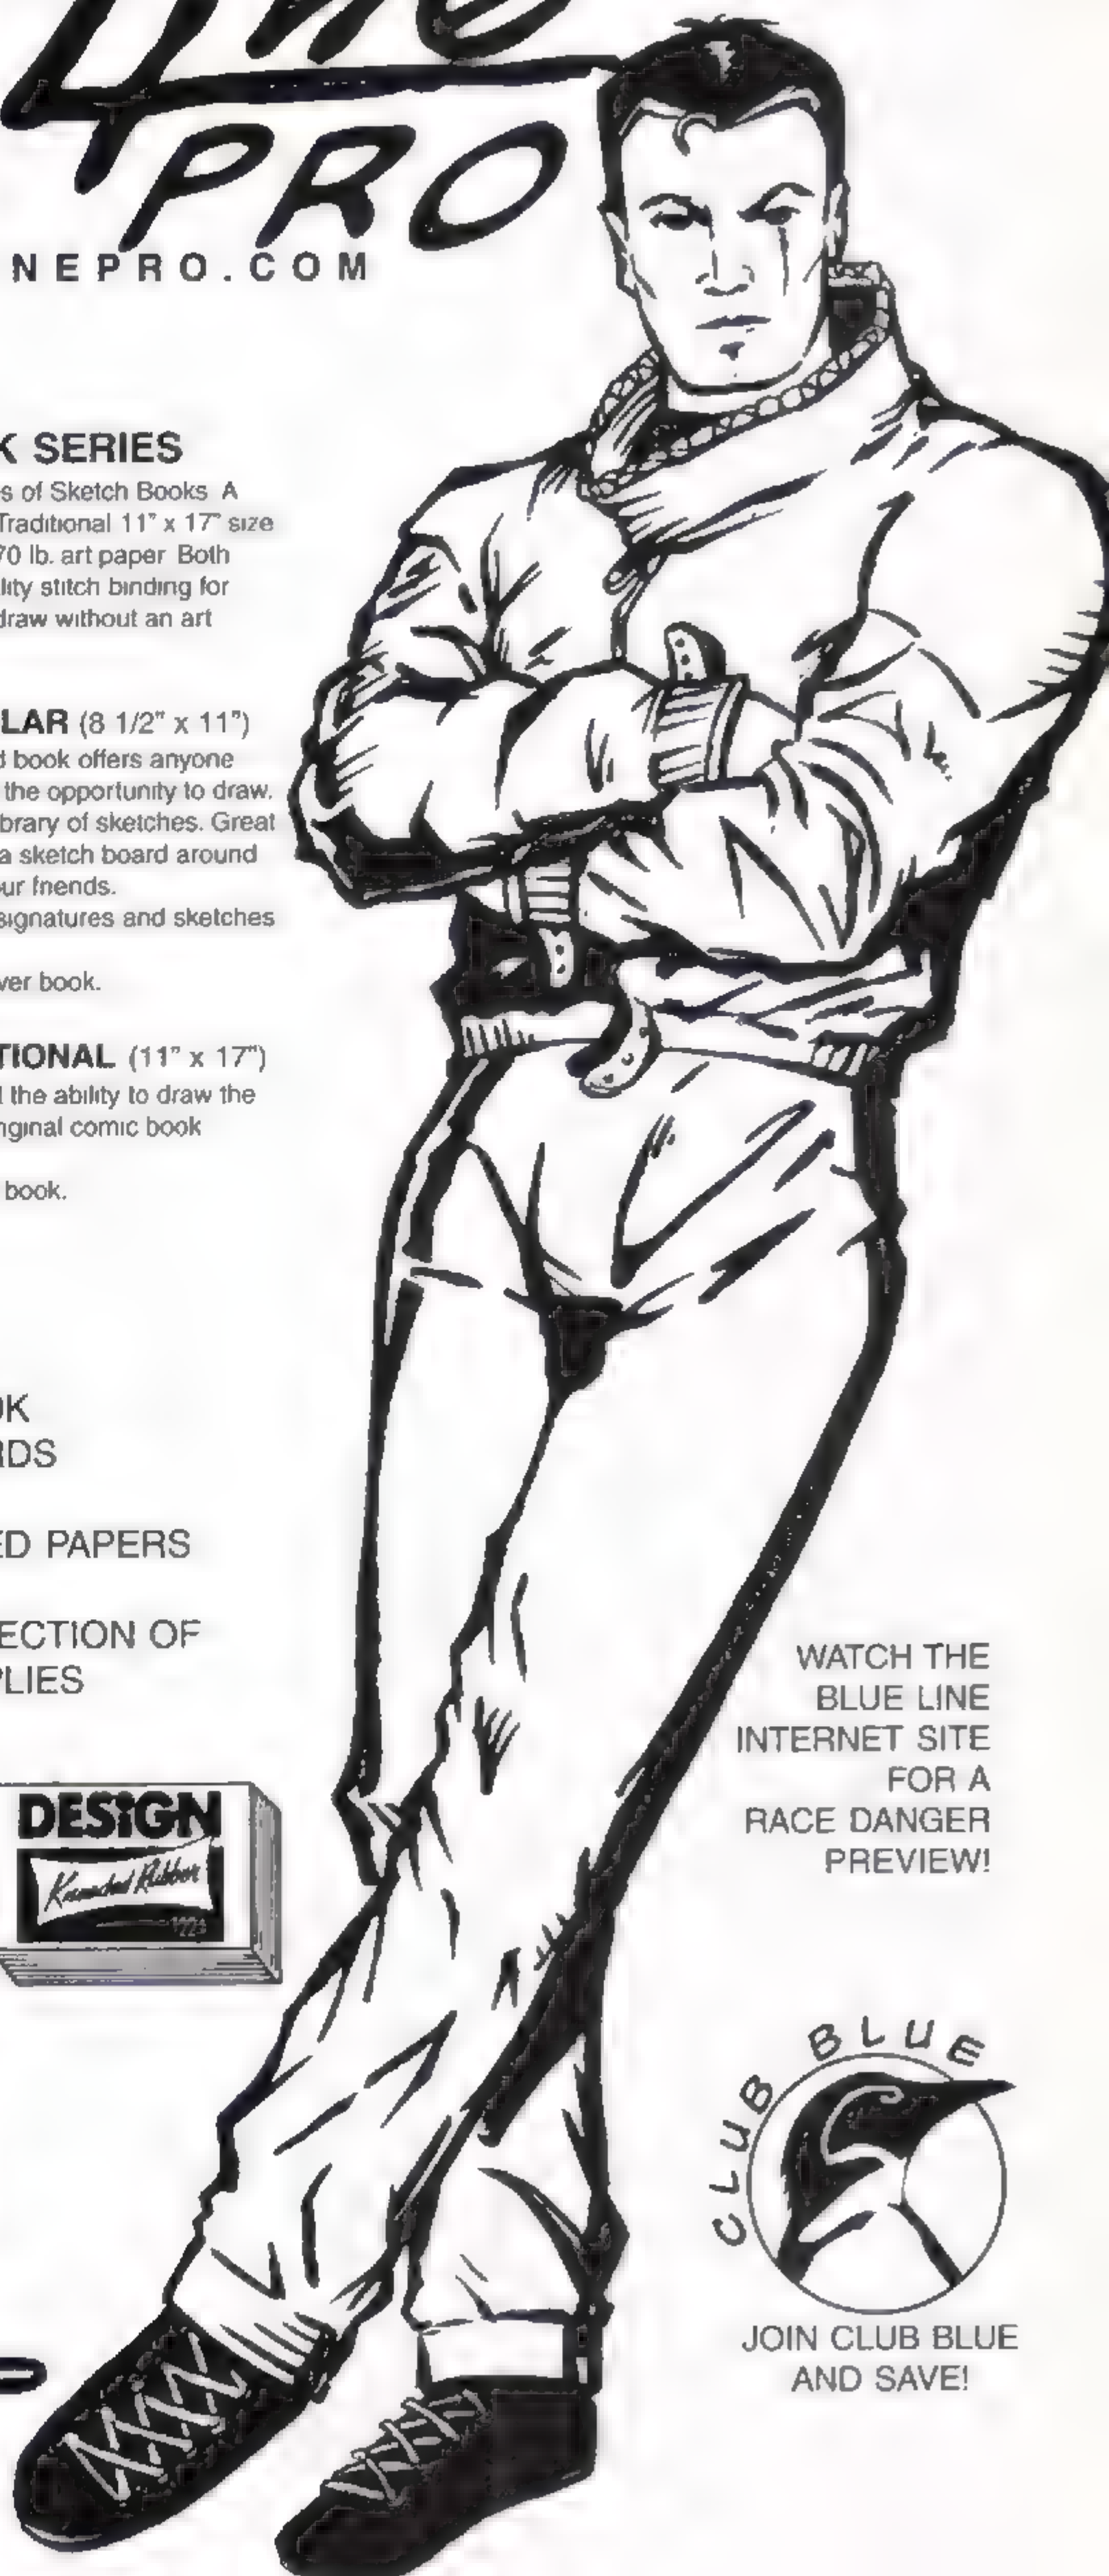 Line
PRO
NEPRO.COM
K SERIES
s of Sketch Books A
Traditional 11" x 17" size
70 lb. art paper Both
lity stitch binding for
draw without an art
LAR (8 1/2" x 11")
d book offers anyone
the opportunity to draw.
brary of sketches. Great
a sketch board around
ur friends.
signatures and sketches
ver book.
TIONAL (11" x 17")
l the ability to draw the
riginal comic book
book.
OK
RDS
ED PAPERS
ECTION OF
PLIES
WATCH THE
BLUE LINE
INTERNET SITE
FOR A
RACE DANGER
PREVIEW!
DESIGN
Kneaded Rubber
1224
CLUB BLUE
JOIN CLUB BLUE
AND SAVE!